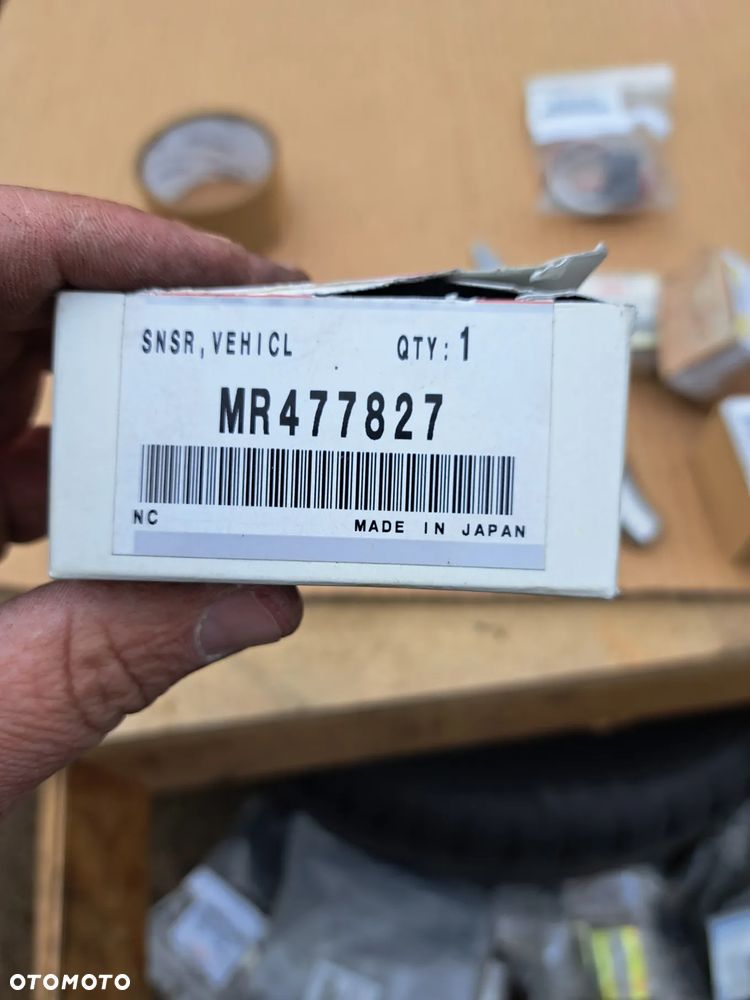 SNSR,VEHICL QTY:1
MR477827
NC MADE IN JAPAN
OTOMOTO